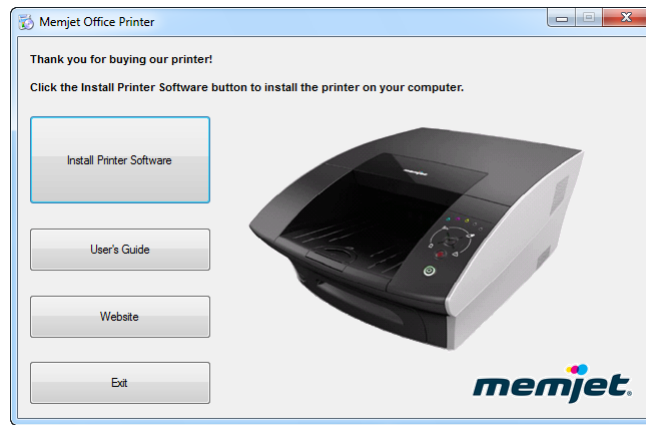 Memjet Office Printer
Thank you for buying our printer!
Click the Install Printer Software button to install the printer on your computer.
Install Printer Software
User's Guide
Website
Exit
memjet
memjet.